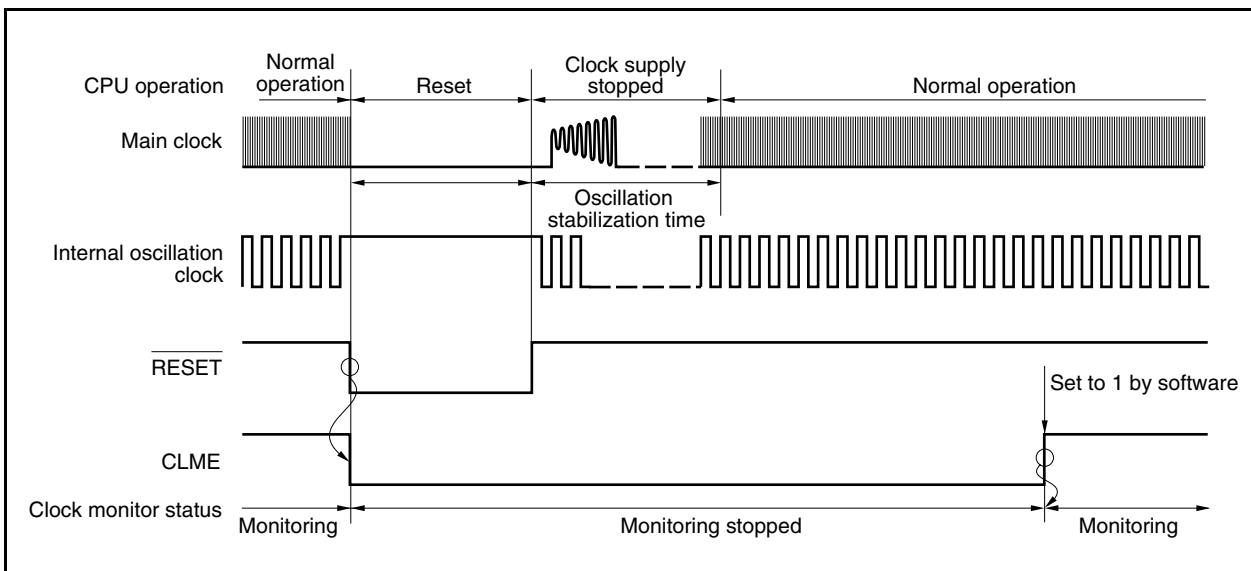 Normal
operation
CPU operation
Reset
Clock supply
stopped
Normal operation
Main clock
Oscillation
stabilization time
Internal oscillation
clock
RESET
Set to 1 by software
CLME
Clock monitor status
Monitoring
Monitoring stopped
Monitoring